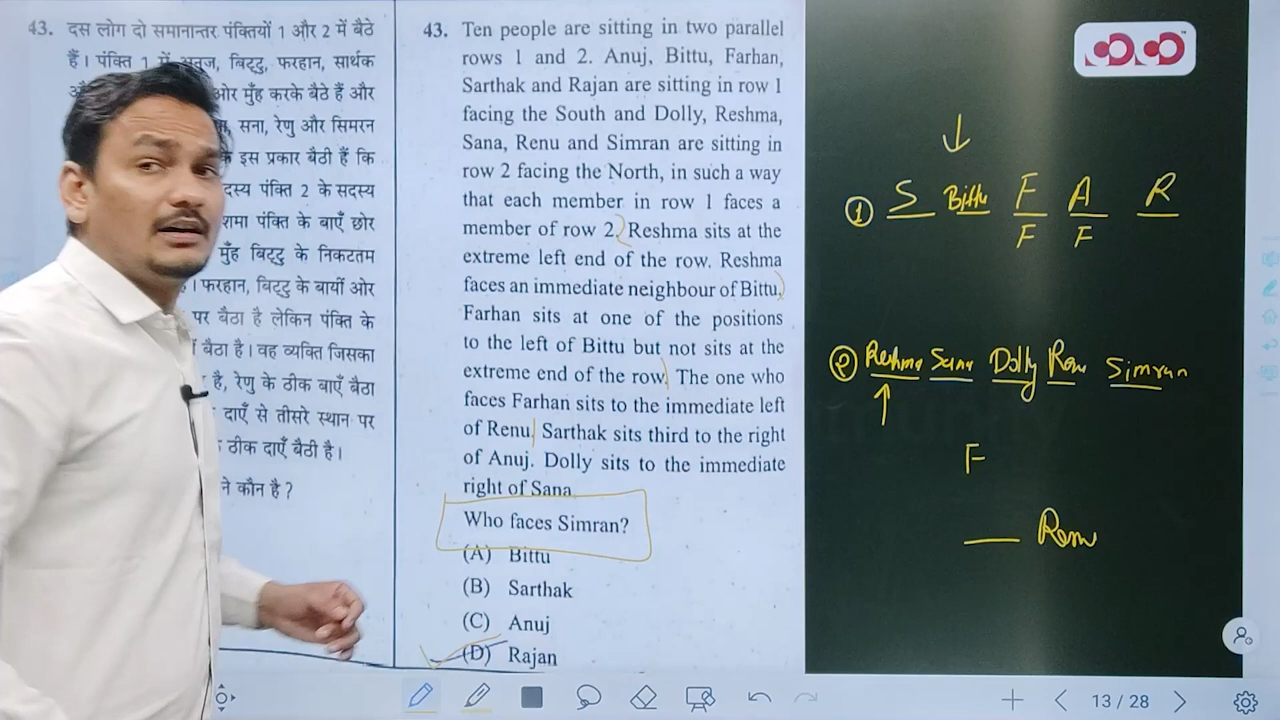 43. दस लोग दो समानान्तर पंक्तियों 1 और 2 में बैठे
हैं। पंक्ति 1 में अनुज, बिट्टु, फरहान, सार्थक
ओर मुँह करके बैठे हैं और
सना, रेणु और सिमरन
इस प्रकार बैठी हैं कि
पंक्ति 2 के सदस्य
पंक्ति के बाएँ छोर
मुँह बिट्टु के निकटतम
। फरहान, बिट्टु के बायीं ओर
पर बैठा है लेकिन पंक्ति के
बैठा है। वह व्यक्ति जिसका
है, रेणु के ठीक बाएँ बैठा
दाएँ से तीसरे स्थान पर
ठीक दाएँ बैठी है।
ने कौन है ?
43. Ten people are sitting in two parallel
rows 1 and 2. Anuj, Bittu, Farhan,
Sarthak and Rajan are sitting in row 1
facing the South and Dolly, Reshma,
Sana, Renu and Simran are sitting in
row 2 facing the North, in such a way
that each member in row 1 faces a
member of row 2. Reshma sits at the
extreme left end of the row. Reshma
faces an immediate neighbour of Bittu.
Farhan sits at one of the positions
to the left of Bittu but not sits at the
extreme end of the row. The one who
faces Farhan sits to the immediate left
of Renu. Sarthak sits third to the right
of Anuj. Dolly sits to the immediate
right of Sana.
Who faces Simran?
(A) Bittu
(B) Sarthak
(C) Anuj
(D) Rajan
1 S Bittu F A R
F F
2 Reshma Sana Dolly Renu Simran
F
Renu
13 / 28